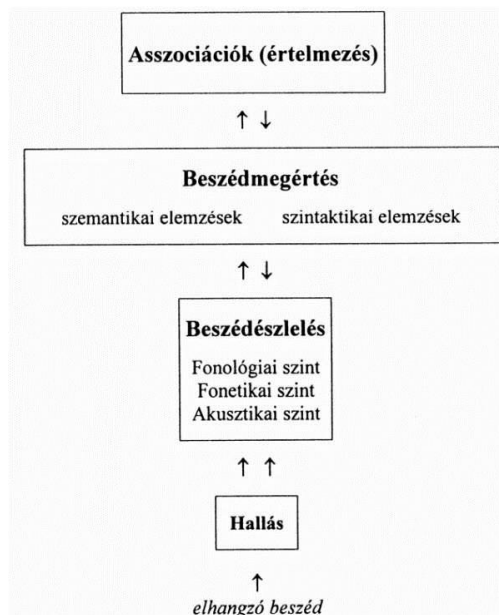 Asszociációk (értelmezés)
↑ ↓
Beszédmegértés
szemantikai elemzések szintaktikai elemzések
↑ ↓
Beszédészlelés
Fonológiai szint
Fonetikai szint
Akusztikai szint
↑ ↑
Hallás
↑
elhangzó beszéd